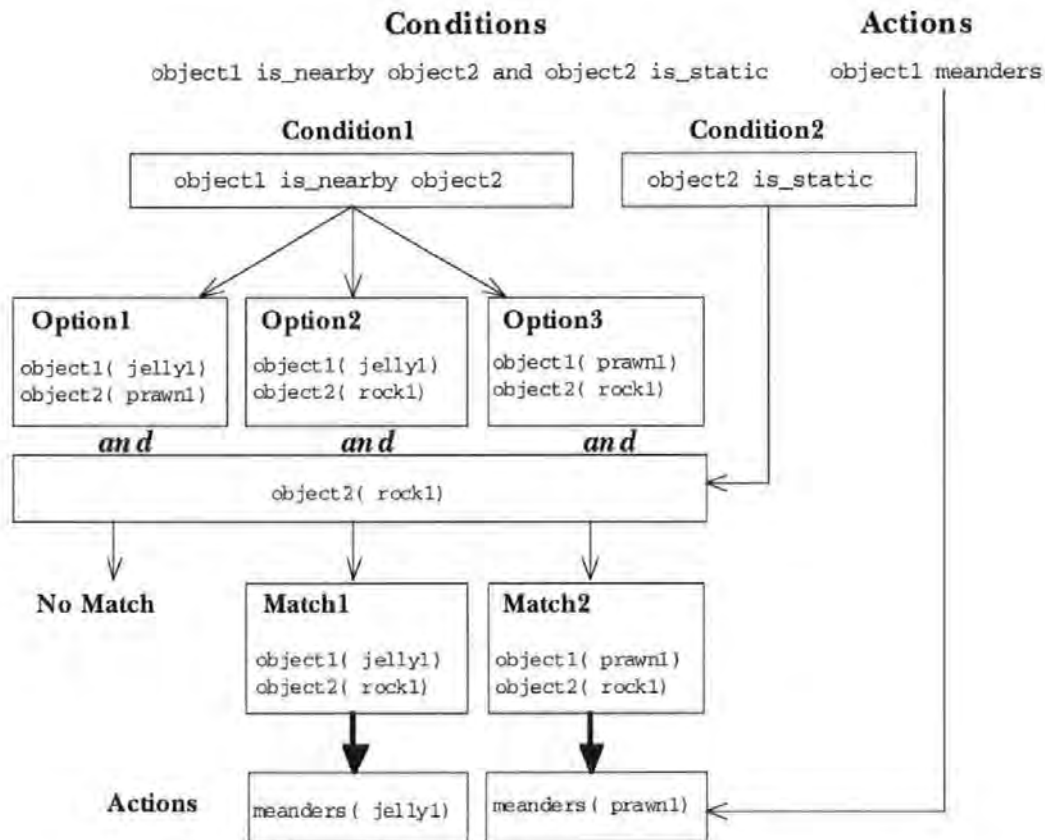 Conditions
Actions
object1 is_nearby object2 and object2 is_static
object1 meanders
Condition1
Condition2
object1 is_nearby object2
object2 is_static
Option1
object1( jelly1)
object2( prawn1)
Option2
object1( jelly1)
object2( rock1)
Option3
object1( prawn1)
object2( rock1)
and
and
and
object2( rock1)
No Match
Match1
object1( jelly1)
object2( rock1)
Match2
object1( prawn1)
object2( rock1)
Actions
meanders( jelly1)
meanders( prawn1)